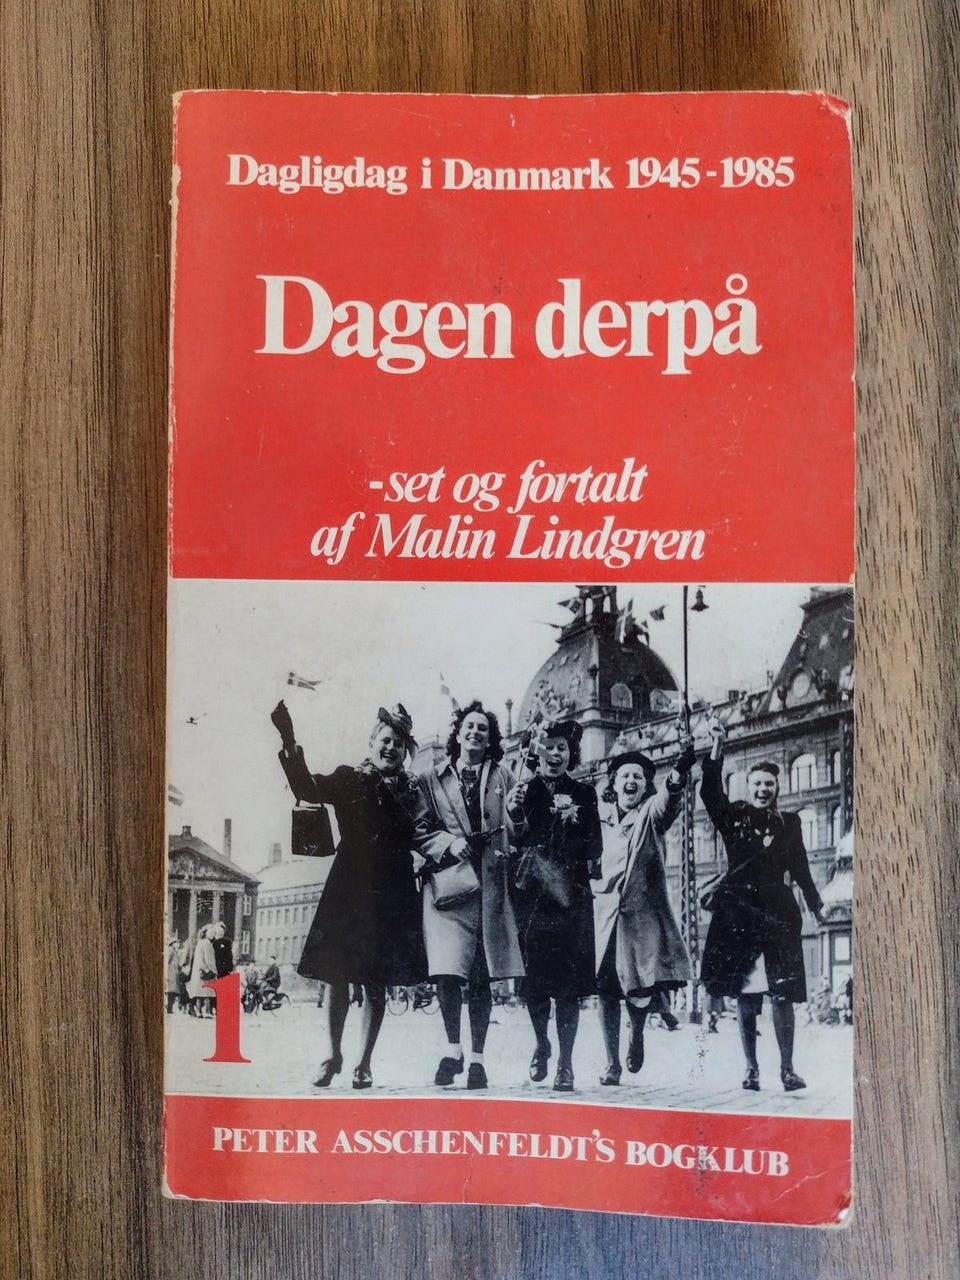 Dagligdag i Danmark 1945-1985
Dagen derpå
-set og fortalt
af Malin Lindgren
1
PETER ASSCHENFELDT'S BOGKLUB